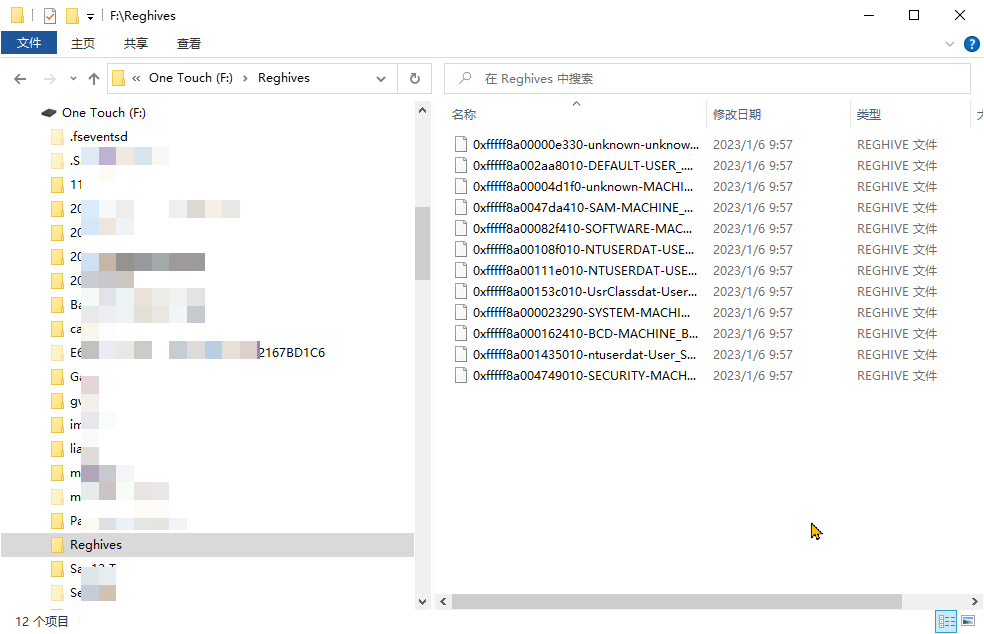 F:\Reghives
文件 主页 共享 查看
« One Touch (F:) › Reghives
在 Reghives 中搜索
One Touch (F:)
.fseventsd
.S
11
20
20
20
20
Ba
ca
E6 2167BD1C6
Ga
gv
im
lia
m
m
Pa
Reghives
Sa
Se
名称 修改日期 类型
0xfffff8a00000e330-unknown-unknow... 2023/1/6 9:57 REGHIVE 文件
0xfffff8a002aa8010-DEFAULT-USER_.... 2023/1/6 9:57 REGHIVE 文件
0xfffff8a00004d1f0-unknown-MACHI... 2023/1/6 9:57 REGHIVE 文件
0xfffff8a0047da410-SAM-MACHINE_... 2023/1/6 9:57 REGHIVE 文件
0xfffff8a00082f410-SOFTWARE-MAC... 2023/1/6 9:57 REGHIVE 文件
0xfffff8a00108f010-NTUSERDAT-USE... 2023/1/6 9:57 REGHIVE 文件
0xfffff8a00111e010-NTUSERDAT-USE... 2023/1/6 9:57 REGHIVE 文件
0xfffff8a00153c010-UsrClassdat-User... 2023/1/6 9:57 REGHIVE 文件
0xfffff8a000023290-SYSTEM-MACHI... 2023/1/6 9:57 REGHIVE 文件
0xfffff8a000162410-BCD-MACHINE_B... 2023/1/6 9:57 REGHIVE 文件
0xfffff8a001435010-ntuserdat-User_S... 2023/1/6 9:57 REGHIVE 文件
0xfffff8a004749010-SECURITY-MACH... 2023/1/6 9:57 REGHIVE 文件
12 个项目